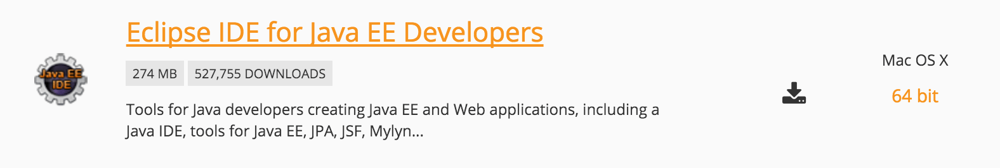 Eclipse IDE for Java EE Developers
Java EE
IDE
274 MB
527,755 DOWNLOADS
Tools for Java developers creating Java EE and Web applications, including a
Java IDE, tools for Java EE, JPA, JSF, Mylyn...
Mac OS X
64 bit